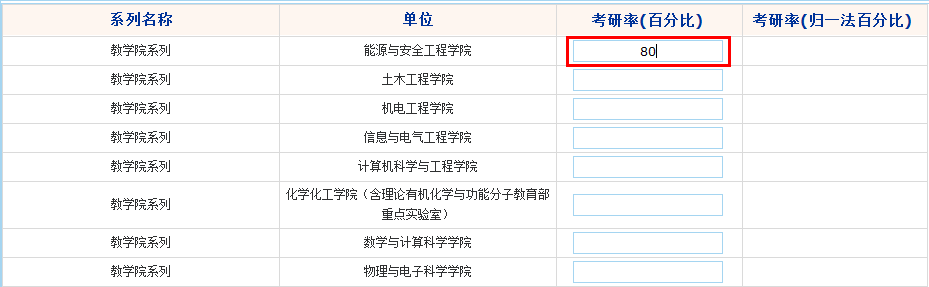 系列名称 单位 考研率(百分比) 考研率(归一法百分比)
教学院系列 能源与安全工程学院 80
教学院系列 土木工程学院
教学院系列 机电工程学院
教学院系列 信息与电气工程学院
教学院系列 计算机科学与工程学院
教学院系列 化学化工学院（含理论有机化学与功能分子教育部
重点实验室）
教学院系列 数学与计算科学学院
教学院系列 物理与电子科学学院